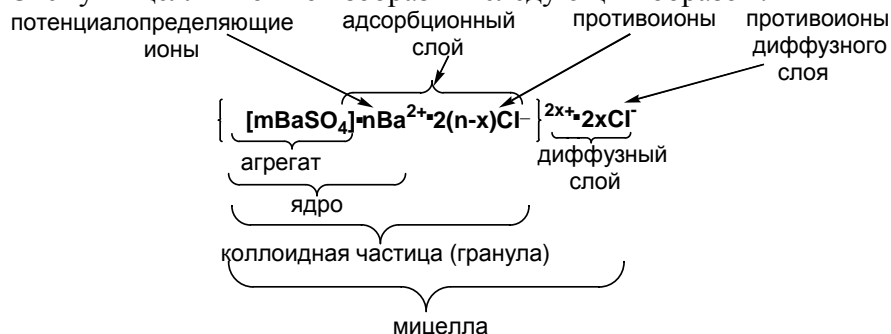 потенциалопределяющие ионы
адсорбционный слой
противоионы
противоионы диффузного слоя
{ [mBaSO₄]▪nBa²⁺▪2(n-x)Cl⁻ }²ˣ⁺▪2xCl⁻
агрегат
диффузный слой
ядро
коллоидная частица (гранула)
мицелла